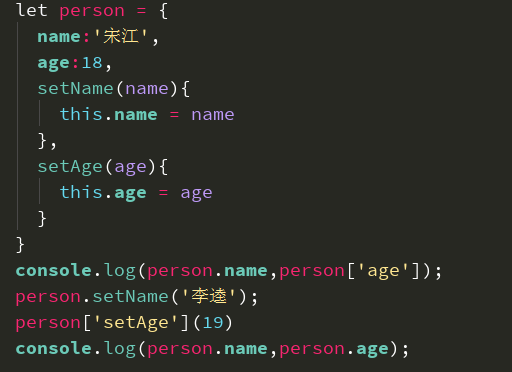 let person = {
  name:'宋江',
  age:18,
  setName(name){
    this.name = name
  },
  setAge(age){
    this.age = age
  }
}
console.log(person.name,person['age']);
person.setName('李逵');
person['setAge'](19)
console.log(person.name,person.age);